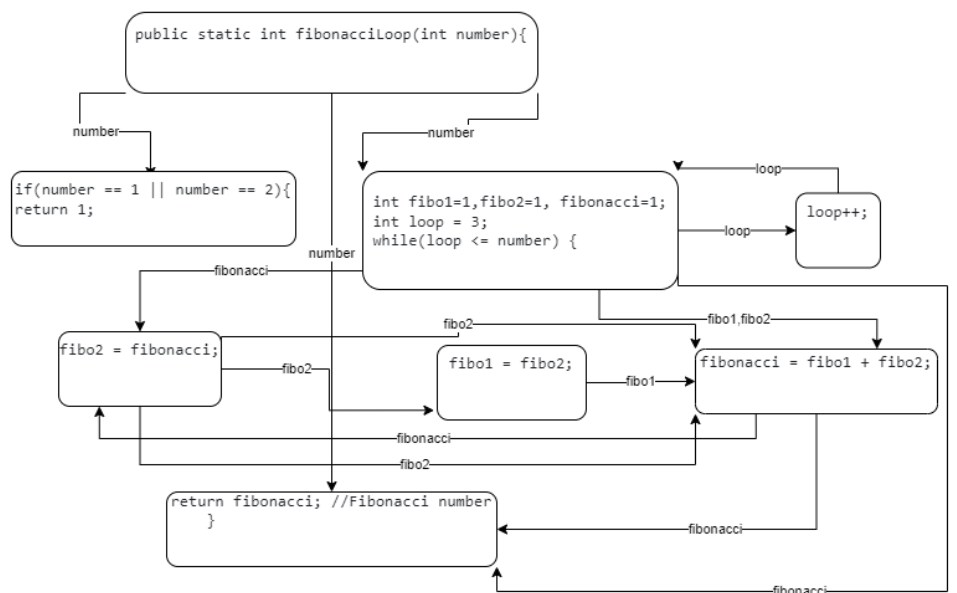 public static int fibonacciLoop(int number){
number
number
if(number == 1 || number == 2){
return 1;
int fibo1=1,fibo2=1, fibonacci=1;
int loop = 3;
while(loop <= number) {
loop
loop++;
loop
number
fibonacci
fibo1,fibo2
fibo2
fibo2 = fibonacci;
fibo2
fibo1 = fibo2;
fibo1
fibonacci = fibo1 + fibo2;
fibonacci
fibo2
return fibonacci; //Fibonacci number
}
fibonacci
fibonacci